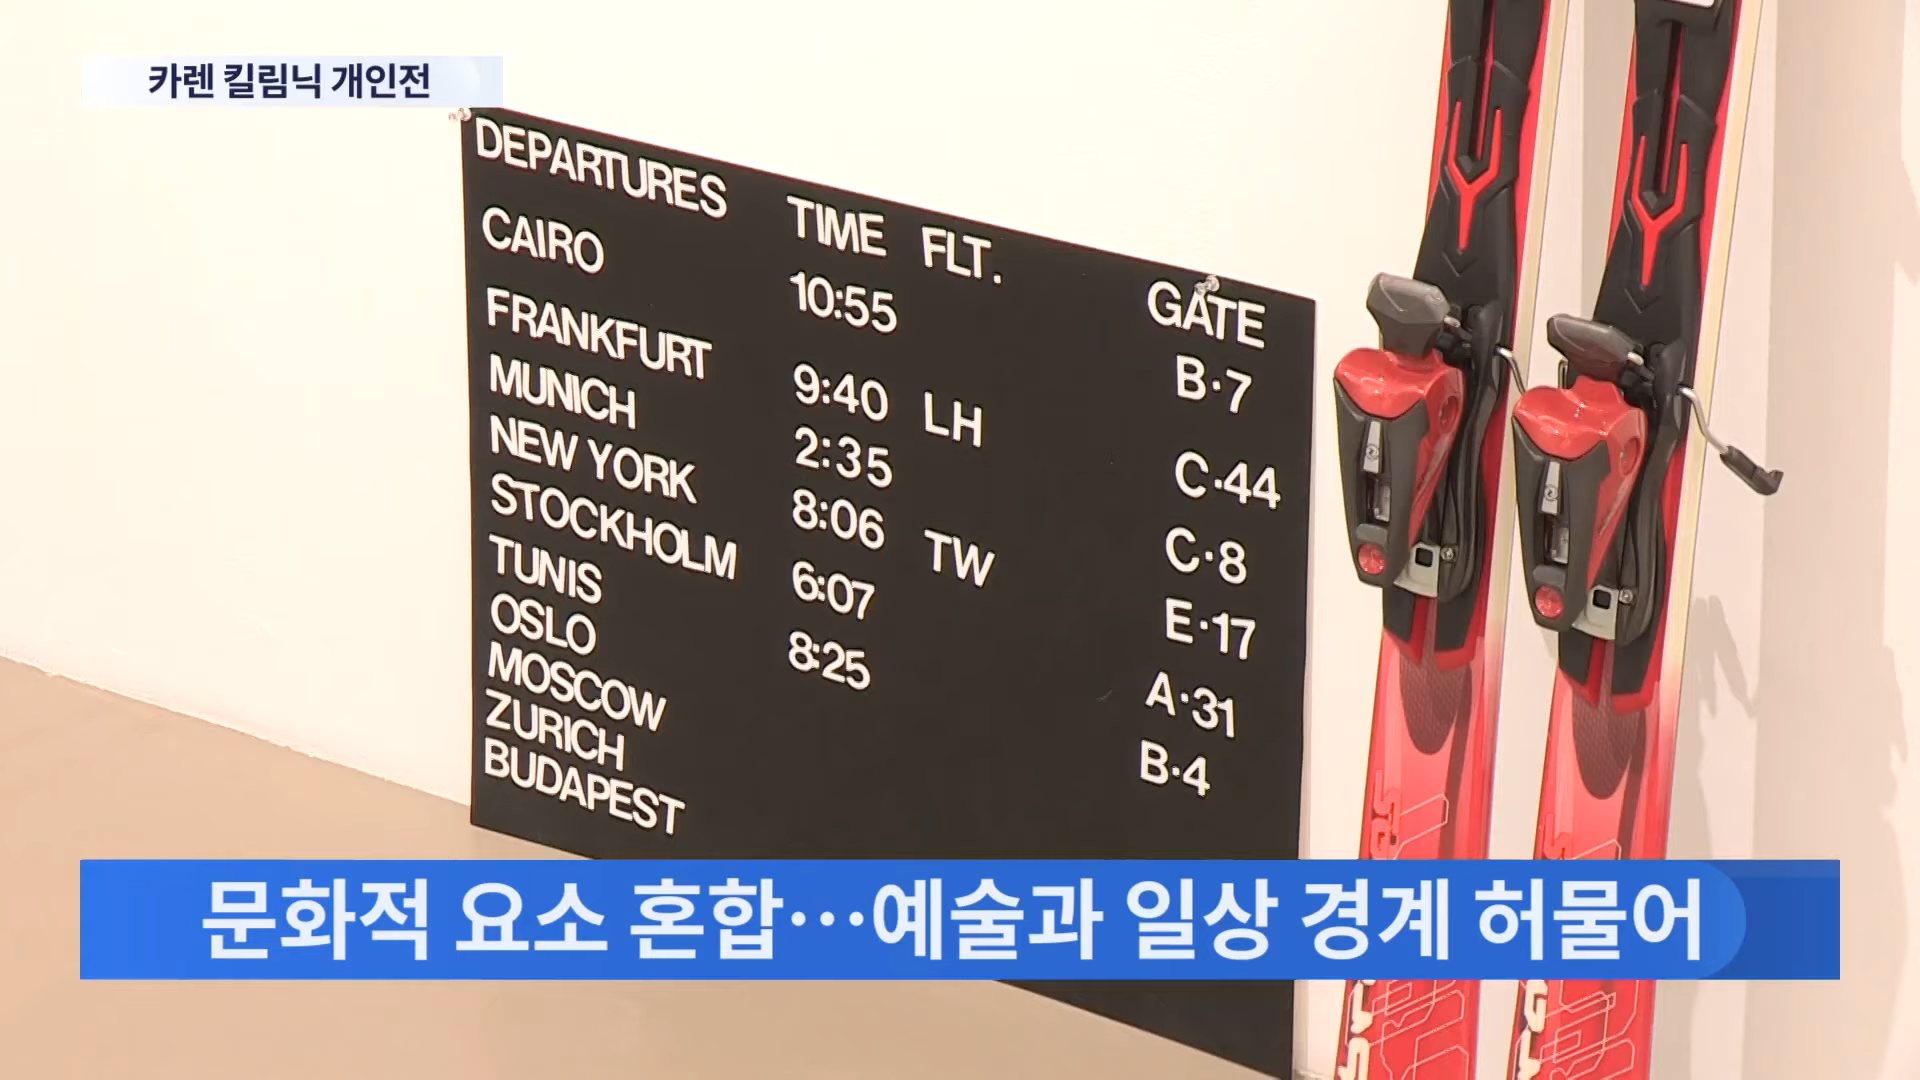 카렌 킬림닉 개인전
DEPARTURES TIME FLT. GATE
CAIRO 10:55 B·7
FRANKFURT 9:40 LH C·44
MUNICH 2:35 C·8
NEW YORK 8:06 TW E·17
STOCKHOLM 6:07 A·31
TUNIS 8:25 B·4
OSLO
MOSCOW
ZURICH
BUDAPEST
문화적 요소 혼합…예술과 일상 경계 허물어